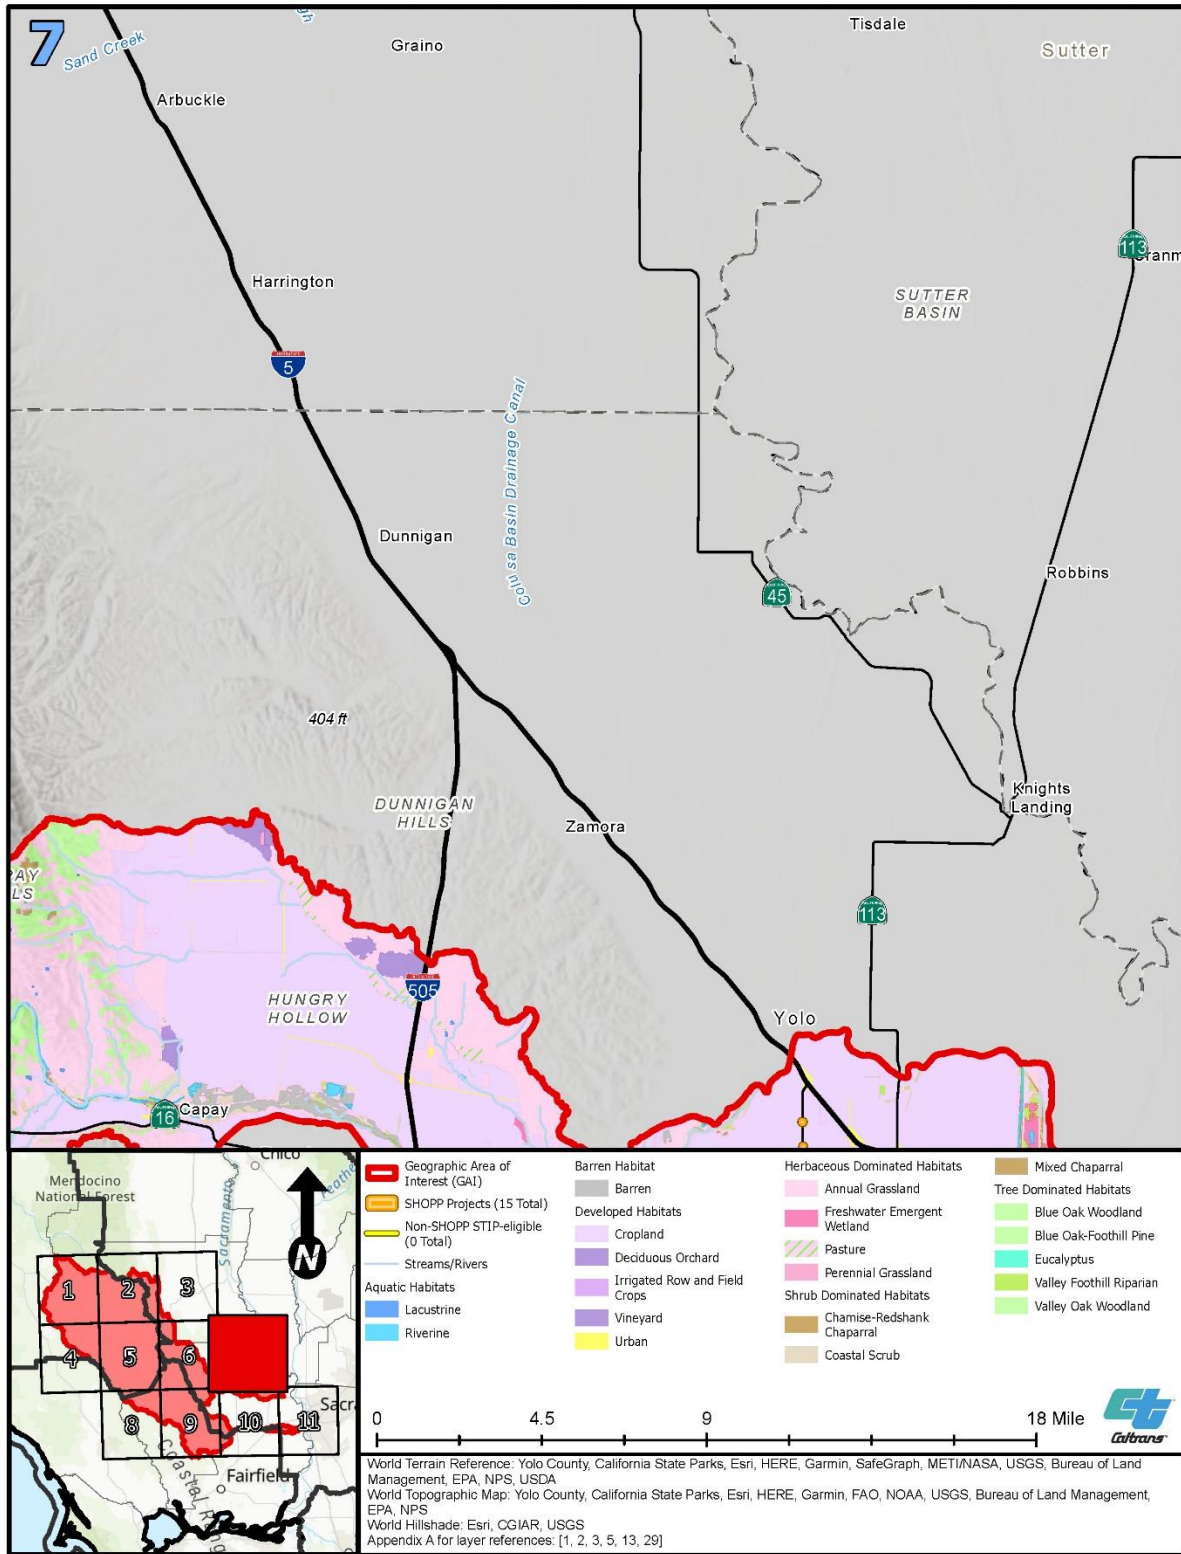 7
Sand Creek
gh
Graino
Tisdale
Sutter
Arbuckle
113
Harrington
SUTTER
BASIN
5
Colu sa Basin Drainage Canal
Dunnigan
45
Robbins
404 ft
DUNNIGAN
HILLS
Zamora
Knights
Landing
PAY
LS
113
505
HUNGRY
HOLLOW
Yolo
16
Capay
Chico
Mendocino
National Forest
Sacramento
Feather
N
1
2
3
4
5
6
8
9
10
11
Sacra
Fairfield
Coastal Rang
Geographic Area of
Interest (GAI)
SHOPP Projects (15 Total)
Non-SHOPP STIP-eligible
(0 Total)
Streams/Rivers
Aquatic Habitats
Lacustrine
Riverine
Barren Habitat
Barren
Developed Habitats
Cropland
Deciduous Orchard
Irrigated Row and Field
Crops
Vineyard
Urban
Herbaceous Dominated Habitats
Annual Grassland
Freshwater Emergent
Wetland
Pasture
Perennial Grassland
Shrub Dominated Habitats
Chamise-Redshank
Chaparral
Coastal Scrub
Mixed Chaparral
Tree Dominated Habitats
Blue Oak Woodland
Blue Oak-Foothill Pine
Eucalyptus
Valley Foothill Riparian
Valley Oak Woodland
0 4.5 9 18 Mile
Caltrans
World Terrain Reference: Yolo County, California State Parks, Esri, HERE, Garmin, SafeGraph, METI/NASA, USGS, Bureau of Land
Management, EPA, NPS, USDA
World Topographic Map: Yolo County, California State Parks, Esri, HERE, Garmin, FAO, NOAA, USGS, Bureau of Land Management,
EPA, NPS
World Hillshade: Esri, CGIAR, USGS
Appendix A for layer references: [1, 2, 3, 5, 13, 29]